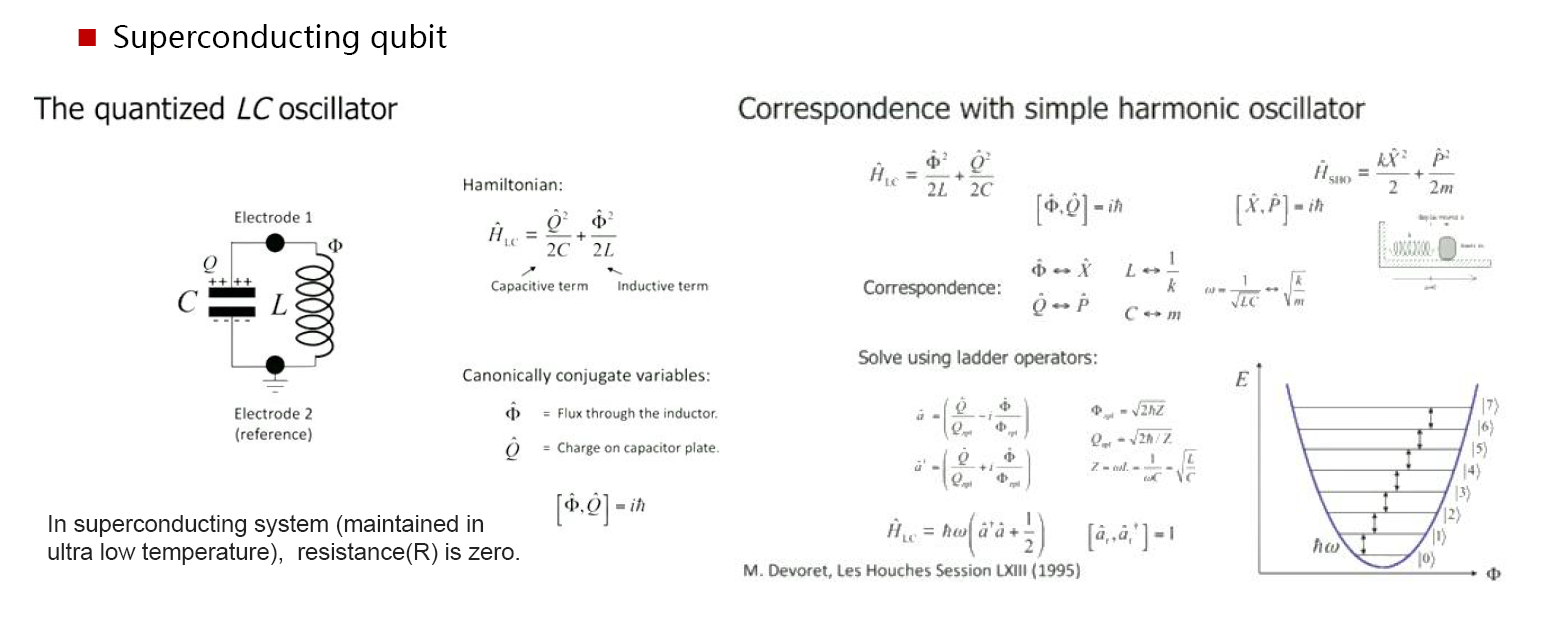 ■ Superconducting qubit
The quantized LC oscillator
Electrode 1
Φ
Q
++ ++
C
L
- - - -
Electrode 2
(reference)
Hamiltonian:
Ĥ_LC = Q̂²/2C + Φ̂²/2L
Capacitive term Inductive term
Canonically conjugate variables:
Φ̂ = Flux through the inductor.
Q̂ = Charge on capacitor plate.
[Φ̂,Q̂] = iħ
In superconducting system (maintained in
ultra low temperature), resistance(R) is zero.
Correspondence with simple harmonic oscillator
Ĥ_LC = Φ̂²/2L + Q̂²/2C
Ĥ_SHO = kX̂²/2 + P̂²/2m
[Φ̂,Q̂] = iħ [X̂,P̂] = iħ
Correspondence:
Φ̂ ↔ X̂ L ↔ 1/k
Q̂ ↔ P̂ C ↔ m
ω = 1/√LC ↔ √k/m
Solve using ladder operators:
â = (Q̂/Q_zpf - i Φ̂/Φ_zpf) Φ_zpf = √2ħZ
â† = (Q̂/Q_zpf + i Φ̂/Φ_zpf) Q_zpf = √2ħ/Z
Z = ωL = 1/ωC = √L/C
Ĥ_LC = ħω(â†â + 1/2) [â_r,â_r†] = 1
M. Devoret, Les Houches Session LXIII (1995)
E
|7⟩
|6⟩
|5⟩
|4⟩
|3⟩
|2⟩
|1⟩
ħω
|0⟩
Φ